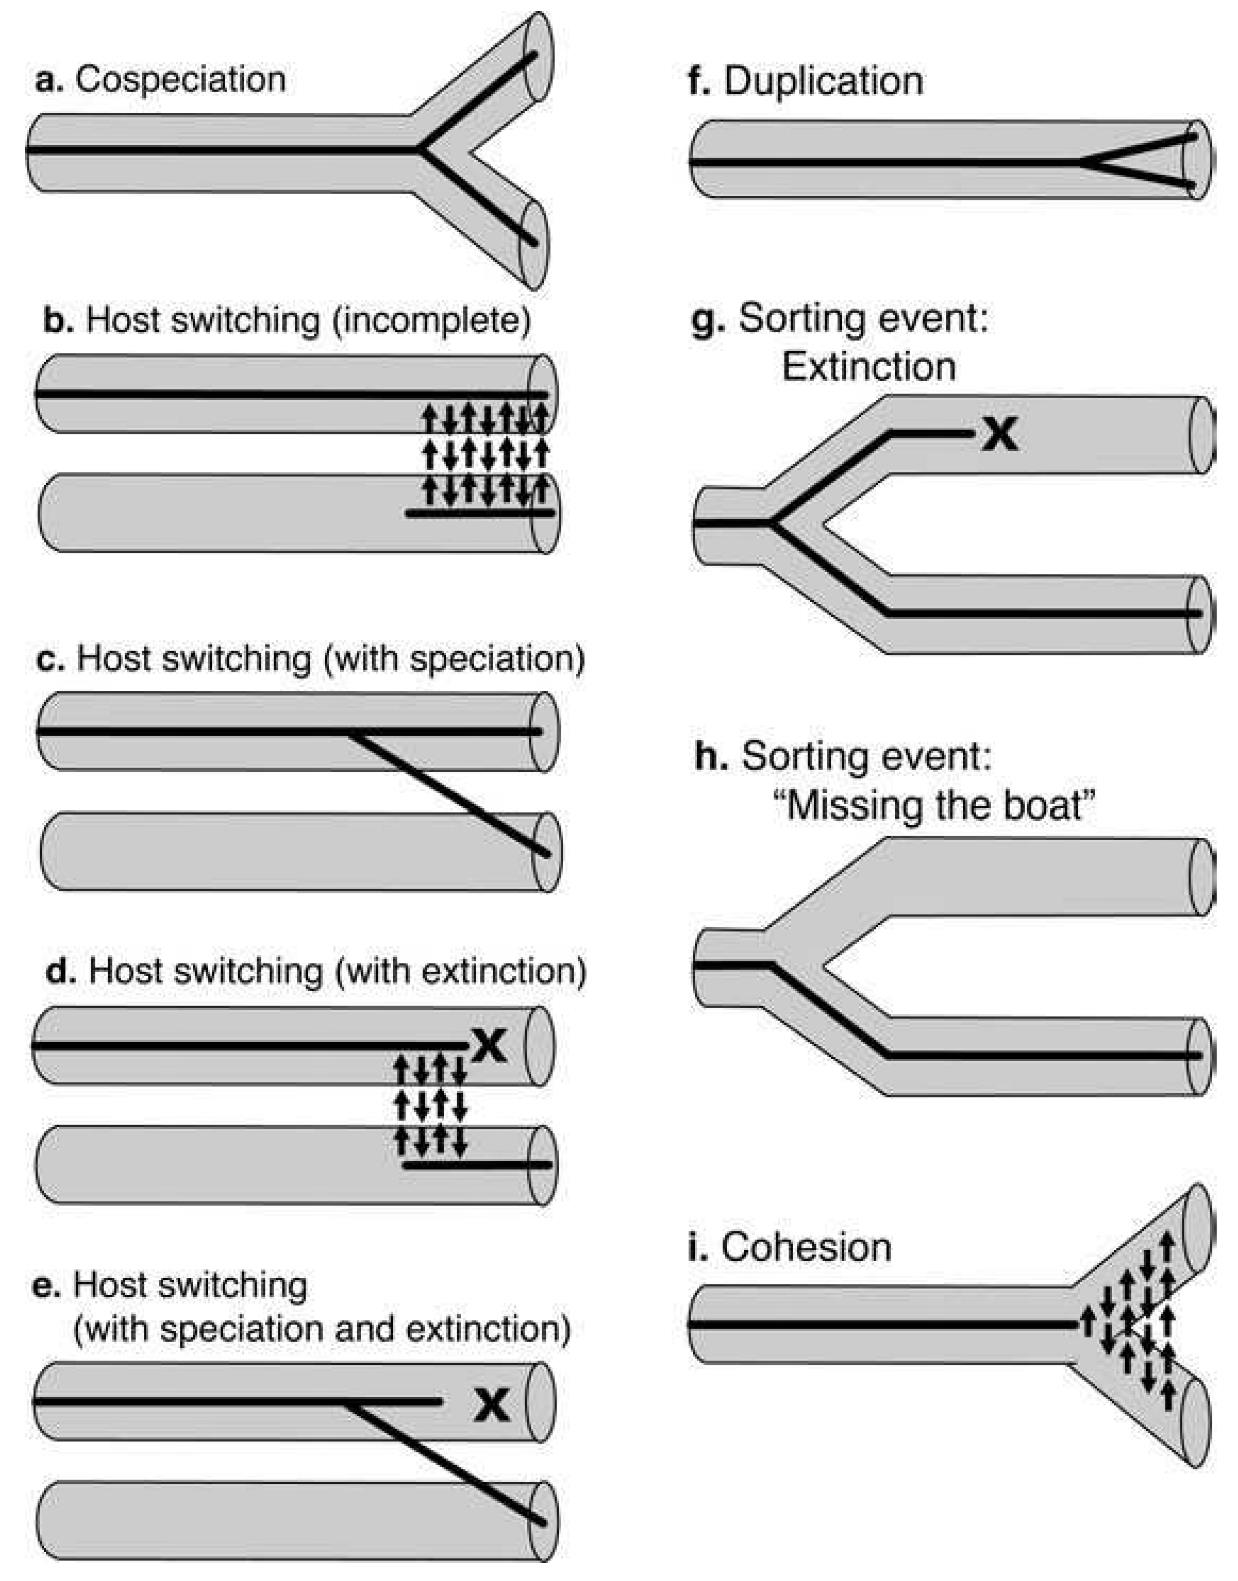 a. Cospeciation
b. Host switching (incomplete)
c. Host switching (with speciation)
d. Host switching (with extinction)
X
e. Host switching
(with speciation and extinction)
X
f. Duplication
g. Sorting event:
Extinction
X
h. Sorting event:
“Missing the boat”
i. Cohesion